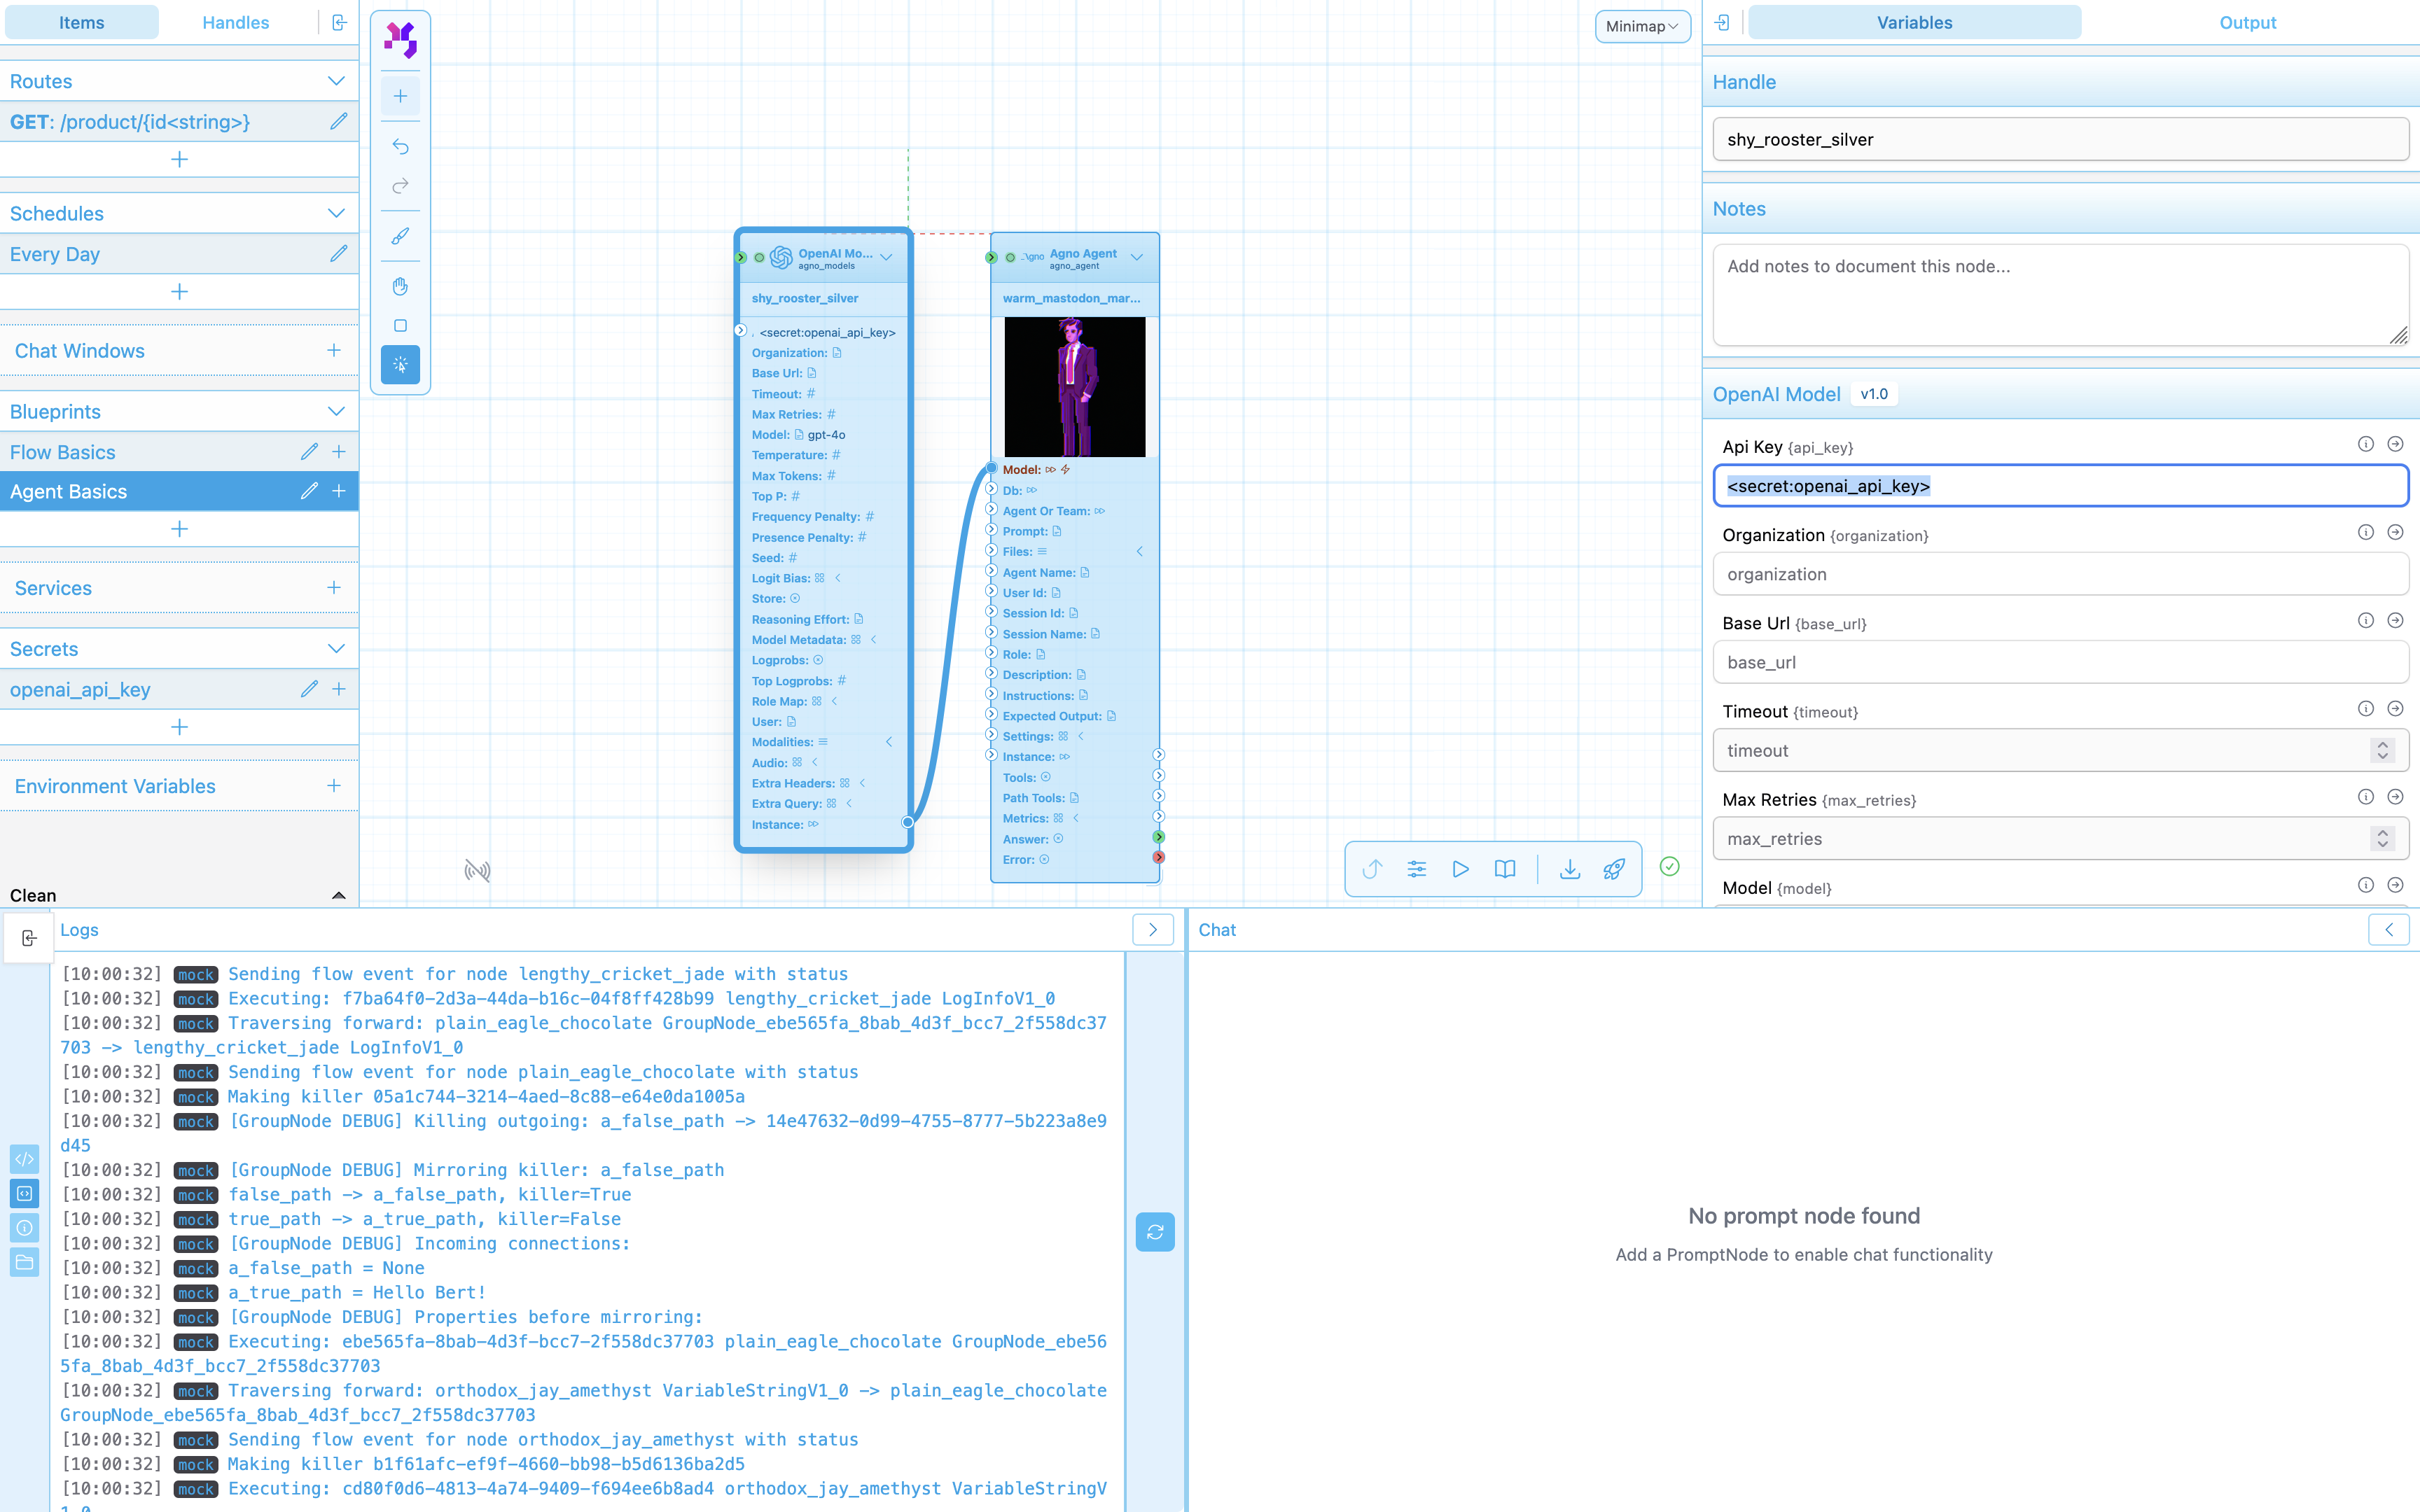 Items
Handles
Routes
GET: /product/{id<string>}
Schedules
Every Day
Chat Windows
Blueprints
Flow Basics
Agent Basics
Services
Secrets
openai_api_key
Environment Variables
Clean
Minimap
OpenAI Mo...
agno_models
shy_rooster_silver
<secret:openai_api_key>
Organization:
Base Url:
Timeout: #
Max Retries: #
Model: gpt-4o
Temperature: #
Max Tokens: #
Top P: #
Frequency Penalty: #
Presence Penalty: #
Seed: #
Logit Bias:
Store:
Reasoning Effort:
Model Metadata:
Logprobs:
Top Logprobs: #
Role Map:
User:
Modalities:
Audio:
Extra Headers:
Extra Query:
Instance:
Agno Agent
agno_agent
warm_mastodon_mar...
Model:
Db:
Agent Or Team:
Prompt:
Files:
Agent Name:
User Id:
Session Id:
Session Name:
Role:
Description:
Instructions:
Expected Output:
Settings:
Instance:
Tools:
Path Tools:
Metrics:
Answer:
Error:
Variables
Output
Handle
shy_rooster_silver
Notes
Add notes to document this node...
OpenAI Model v1.0
Api Key {api_key}
<secret:openai_api_key>
Organization {organization}
organization
Base Url {base_url}
base_url
Timeout {timeout}
timeout
Max Retries {max_retries}
max_retries
Model {model}
Logs
[10:00:32] mock Sending flow event for node lengthy_cricket_jade with status
[10:00:32] mock Executing: f7ba64f0-2d3a-44da-b16c-04f8ff428b99 lengthy_cricket_jade LogInfoV1_0
[10:00:32] mock Traversing forward: plain_eagle_chocolate GroupNode_ebe565fa_8bab_4d3f_bcc7_2f558dc37
703 -> lengthy_cricket_jade LogInfoV1_0
[10:00:32] mock Sending flow event for node plain_eagle_chocolate with status
[10:00:32] mock Making killer 05a1c744-3214-4aed-8c88-e64e0da1005a
[10:00:32] mock [GroupNode DEBUG] Killing outgoing: a_false_path -> 14e47632-0d99-4755-8777-5b223a8e9
d45
[10:00:32] mock [GroupNode DEBUG] Mirroring killer: a_false_path
[10:00:32] mock false_path -> a_false_path, killer=True
[10:00:32] mock true_path -> a_true_path, killer=False
[10:00:32] mock [GroupNode DEBUG] Incoming connections:
[10:00:32] mock a_false_path = None
[10:00:32] mock a_true_path = Hello Bert!
[10:00:32] mock [GroupNode DEBUG] Properties before mirroring:
[10:00:32] mock Executing: ebe565fa-8bab-4d3f-bcc7-2f558dc37703 plain_eagle_chocolate GroupNode_ebe56
5fa_8bab_4d3f_bcc7_2f558dc37703
[10:00:32] mock Traversing forward: orthodox_jay_amethyst VariableStringV1_0 -> plain_eagle_chocolate
GroupNode_ebe565fa_8bab_4d3f_bcc7_2f558dc37703
[10:00:32] mock Sending flow event for node orthodox_jay_amethyst with status
[10:00:32] mock Making killer b1f61afc-ef9f-4660-bb98-b5d6136ba2d5
[10:00:32] mock Executing: cd80f0d6-4813-4a74-9409-f694ee6b8ad4 orthodox_jay_amethyst VariableStringV
Chat
No prompt node found
Add a PromptNode to enable chat functionality